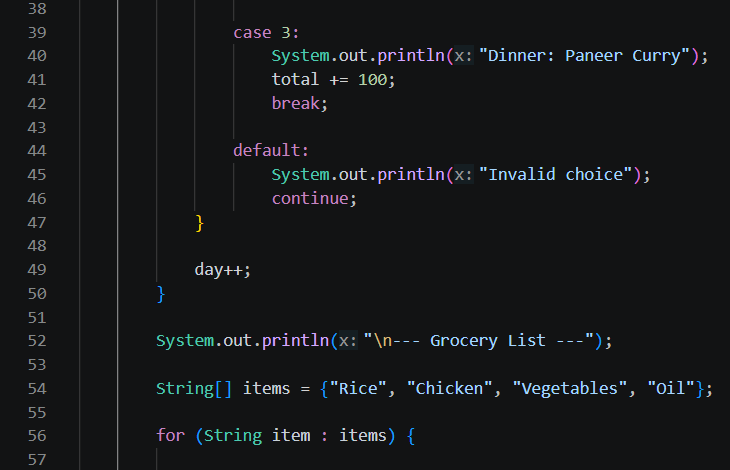 38
39 case 3:
40 System.out.println(x: "Dinner: Paneer Curry");
41 total += 100;
42 break;
43
44 default:
45 System.out.println(x: "Invalid choice");
46 continue;
47 }
48
49 day++;
50 }
51
52 System.out.println(x: "\n--- Grocery List ---");
53
54 String[] items = {"Rice", "Chicken", "Vegetables", "Oil"};
55
56 for (String item : items) {
57